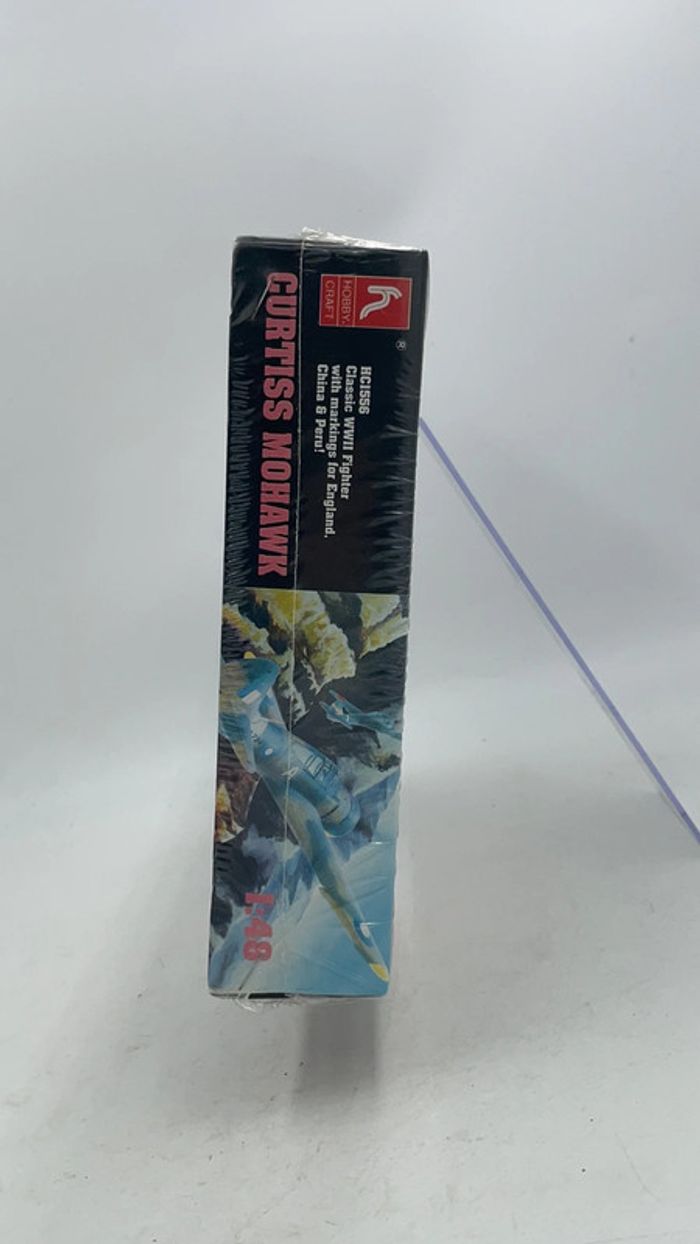 HOBBY
CRAFT
®
HC1556
Classic WWII Fighter
with markings for England,
China & Peru!
CURTISS MOHAWK
1:48